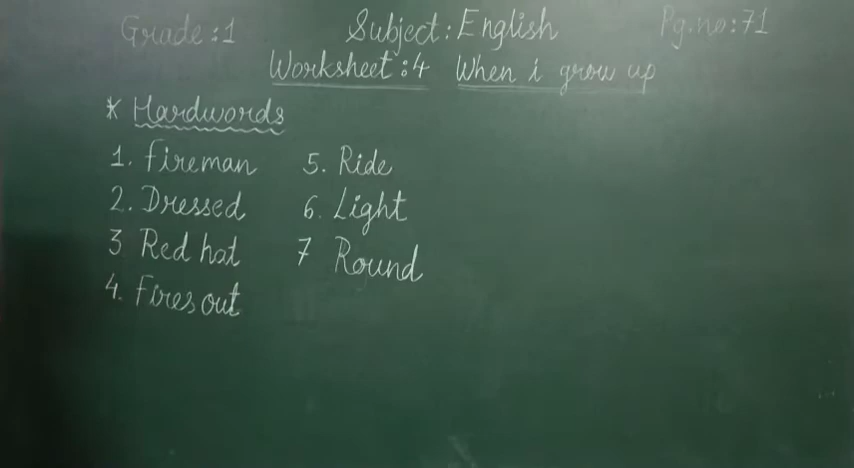 Grade:1 Subject: English Pg.no:71
Worksheet:4 When i grow up
* Hardwords
1. Fireman 5. Ride
2. Dressed 6. Light
3 Red hat 7 Round
4. Fires out